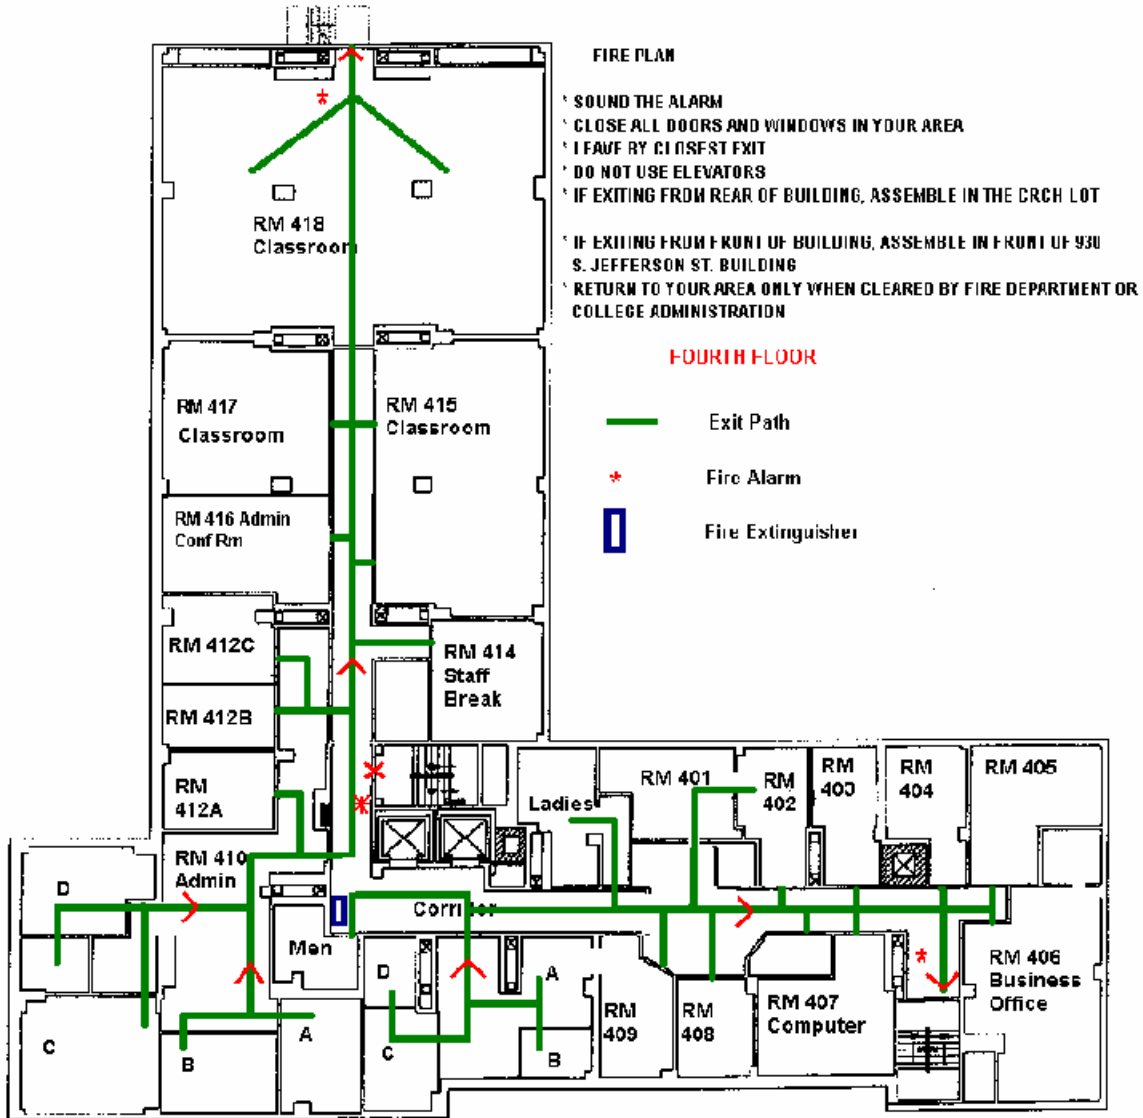 FIRE PLAN
* SOUND THE ALARM
* CLOSE ALL DOORS AND WINDOWS IN YOUR AREA
* LEAVE BY CLOSEST EXIT
* DO NOT USE ELEVATORS
* IF EXITING FROM REAR OF BUILDING, ASSEMBLE IN THE CRCH LOT
* IF EXITING FROM FRONT OF BUILDING, ASSEMBLE IN FRONT OF 930
S. JEFFERSON ST. BUILDING
* RETURN TO YOUR AREA ONLY WHEN CLEARED BY FIRE DEPARTMENT OR
COLLEGE ADMINISTRATION
FOURTH FLOOR
Exit Path
* Fire Alarm
Fire Extinguisher
RM 418
Classroom
RM 417
Classroom
RM 415
Classroom
RM 416 Admin
Conf Rm
RM 412C
RM 414
Staff
Break
RM 412B
RM
412A
RM 401
RM
402
RM
403
RM
404
RM 405
Ladies
RM 410
Admin
D
Corridor
Men
D
A
RM 406
Business
Office
RM
409
RM
408
RM 407
Computer
C
B
A
C
B